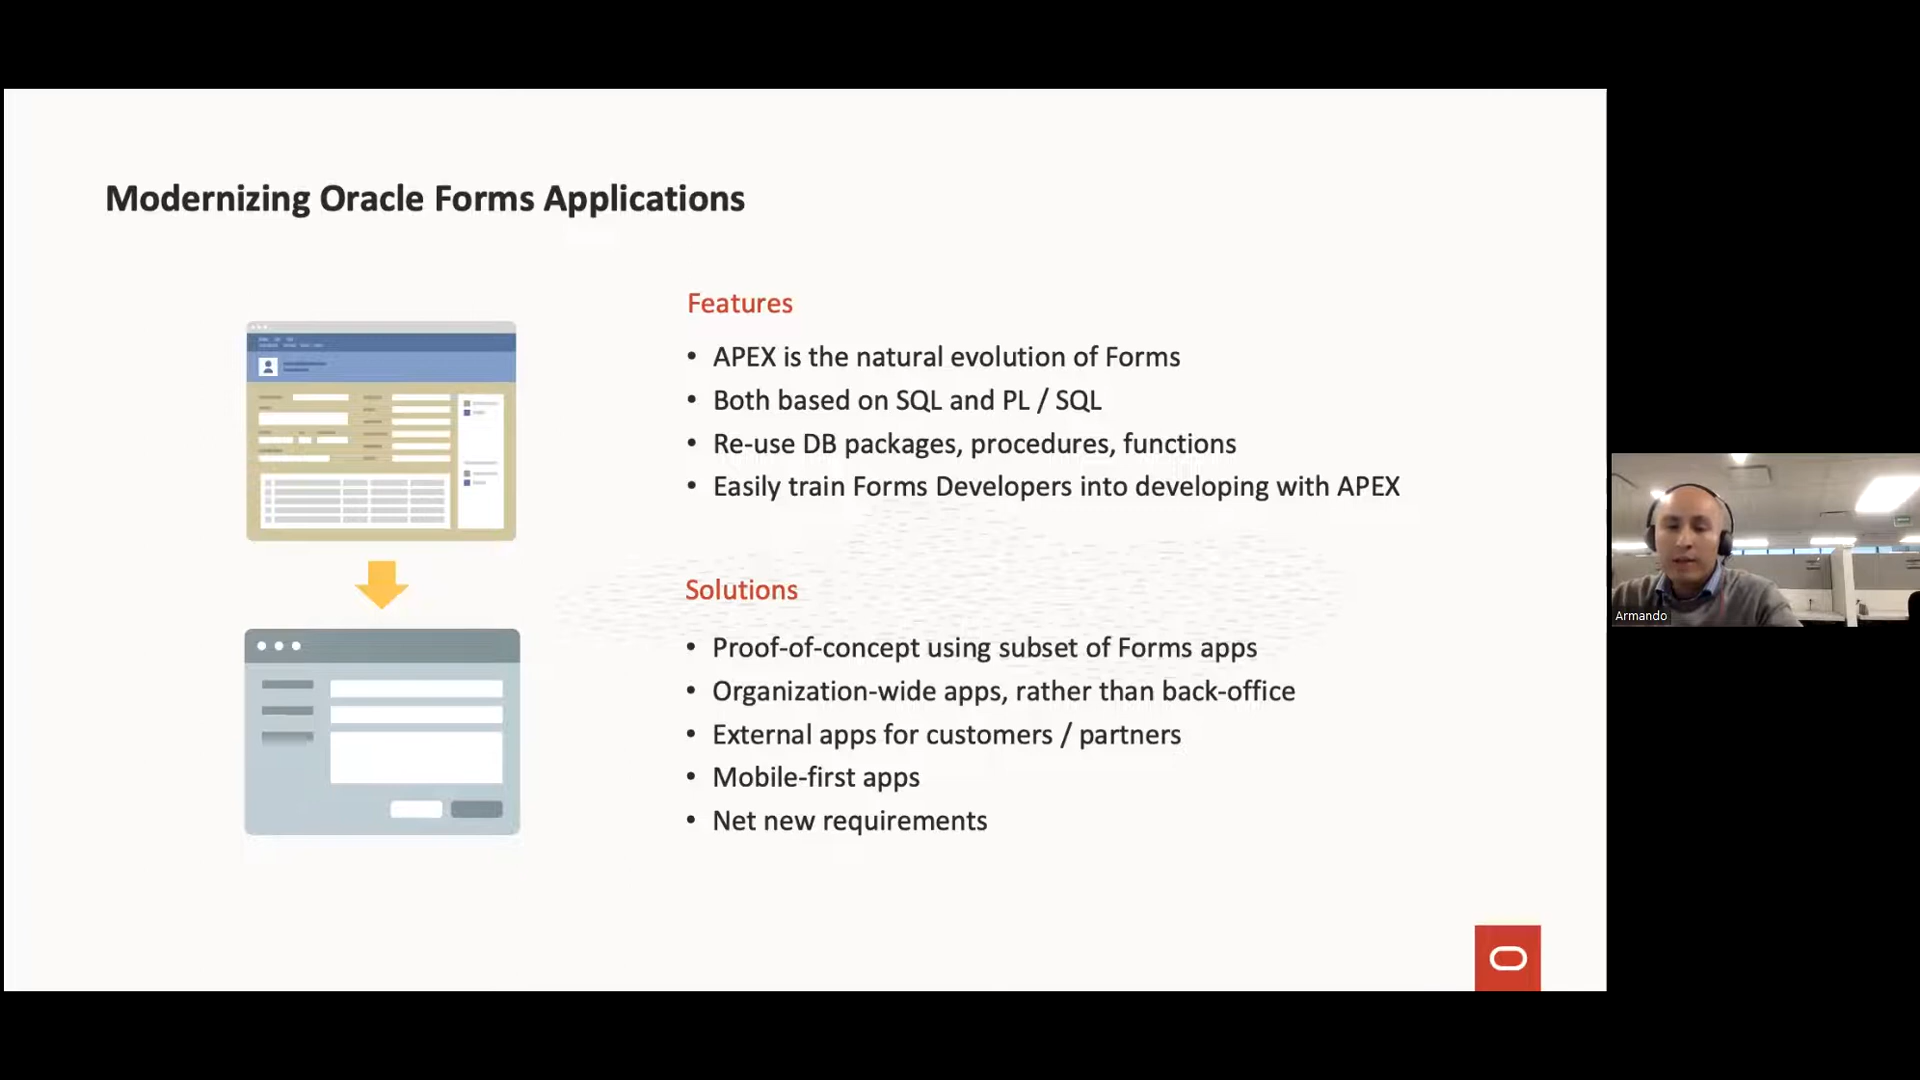 Modernizing Oracle Forms Applications
Features
• APEX is the natural evolution of Forms
• Both based on SQL and PL / SQL
• Re-use DB packages, procedures, functions
• Easily train Forms Developers into developing with APEX
Solutions
• Proof-of-concept using subset of Forms apps
• Organization-wide apps, rather than back-office
• External apps for customers / partners
• Mobile-first apps
• Net new requirements
Armando